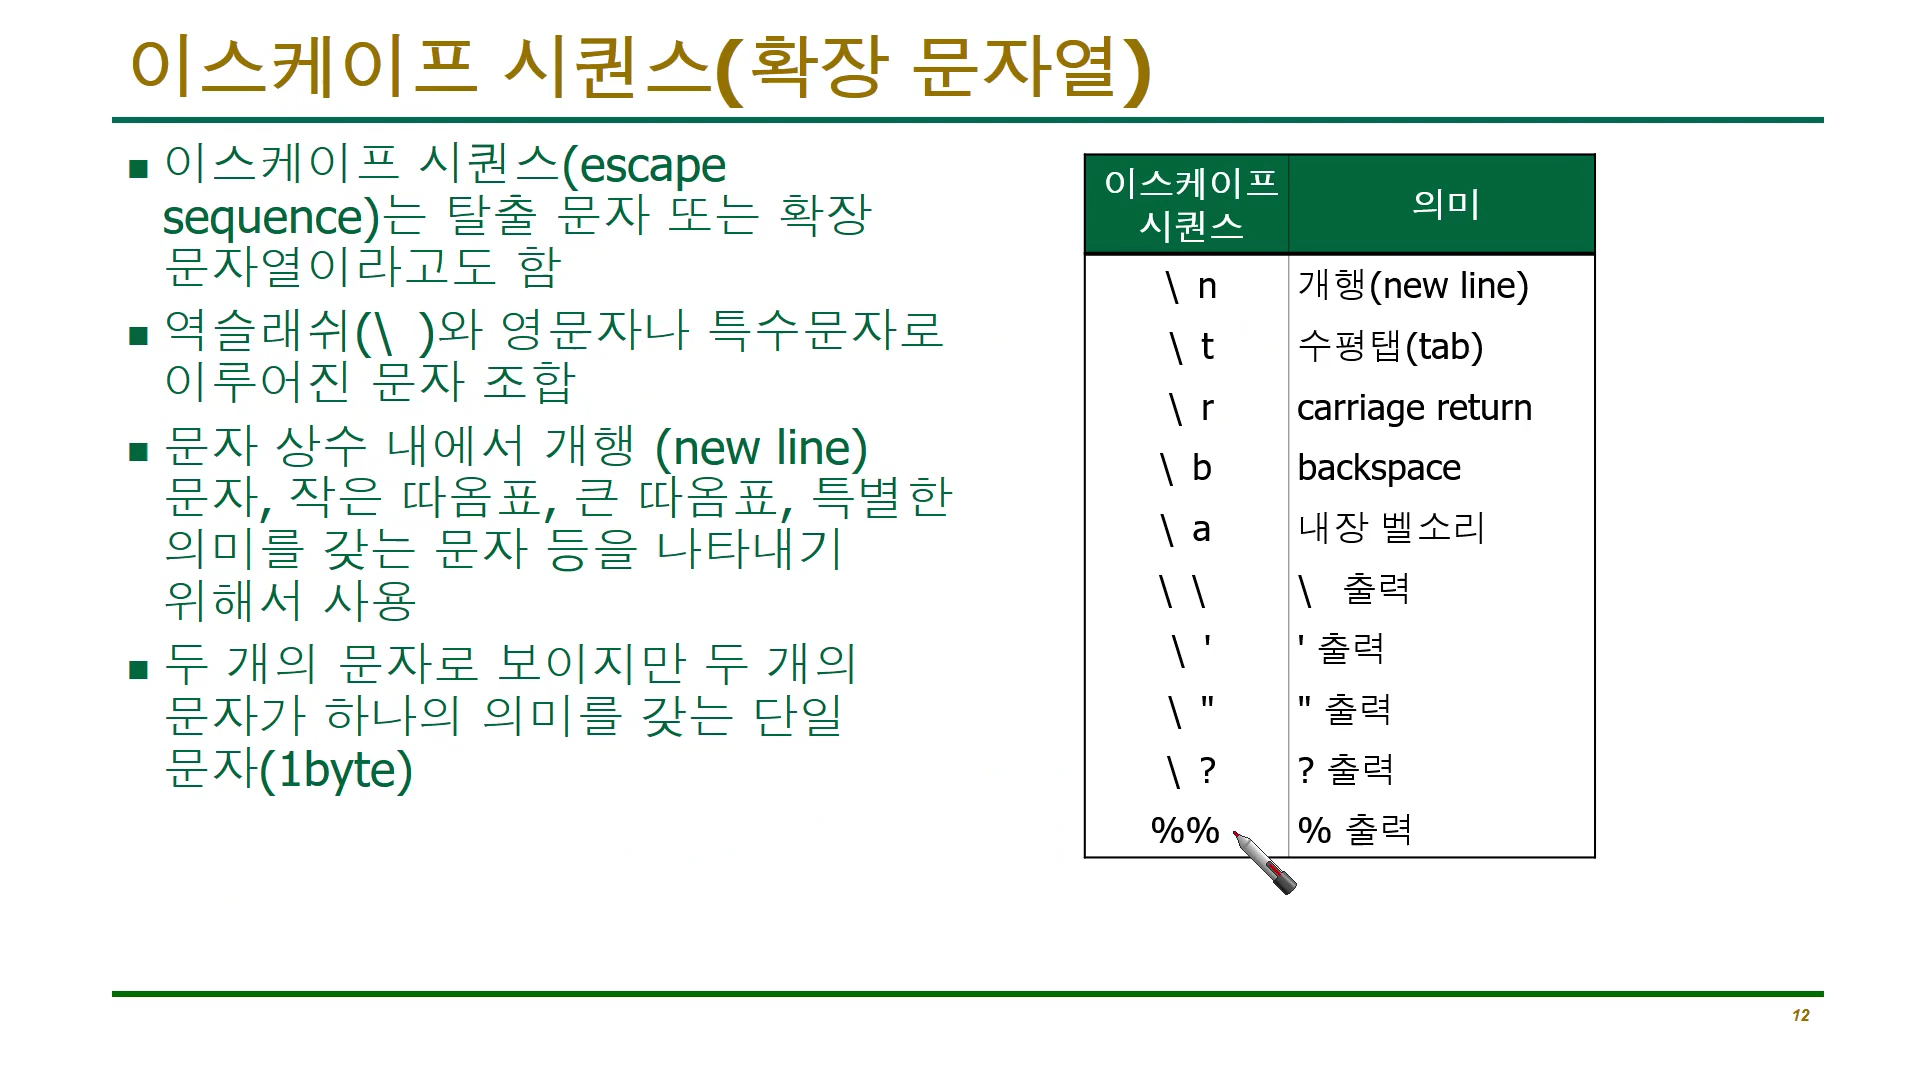 이스케이프 시퀀스(확장 문자열)
■ 이스케이프 시퀀스(escape
sequence)는 탈출 문자 또는 확장
문자열이라고도 함
■ 역슬래쉬(\ )와 영문자나 특수문자로
이루어진 문자 조합
■ 문자 상수 내에서 개행 (new line)
문자, 작은 따옴표, 큰 따옴표, 특별한
의미를 갖는 문자 등을 나타내기
위해서 사용
■ 두 개의 문자로 보이지만 두 개의
문자가 하나의 의미를 갖는 단일
문자(1byte)
이스케이프
시퀀스
의미
\ n 개행(new line)
\ t 수평탭(tab)
\ r carriage return
\ b backspace
\ a 내장 벨소리
\ \ \ 출력
\ ' ' 출력
\ " " 출력
\ ? ? 출력
%% % 출력
12